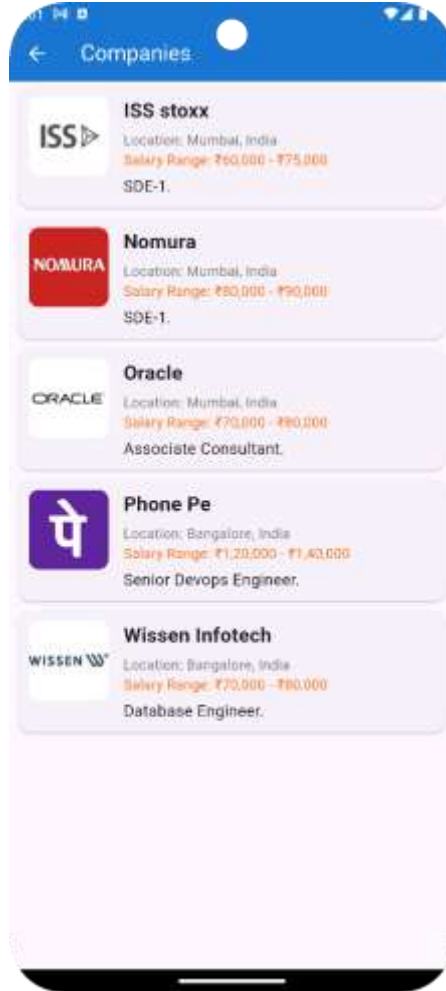 Companies
ISS
ISS stoxx
Location: Mumbai, India
Salary Range: ₹60,000 - ₹75,000
SDE-1.
NOMURA
Nomura
Location: Mumbai, India
Salary Range: ₹80,000 - ₹90,000
SDE-1.
ORACLE
Oracle
Location: Mumbai, India
Salary Range: ₹70,000 - ₹80,000
Associate Consultant.
पे
Phone Pe
Location: Bangalore, India
Salary Range: ₹1,20,000 - ₹1,40,000
Senior Devops Engineer.
WISSEN
Wissen Infotech
Location: Bangalore, India
Salary Range: ₹70,000 - ₹80,000
Database Engineer.